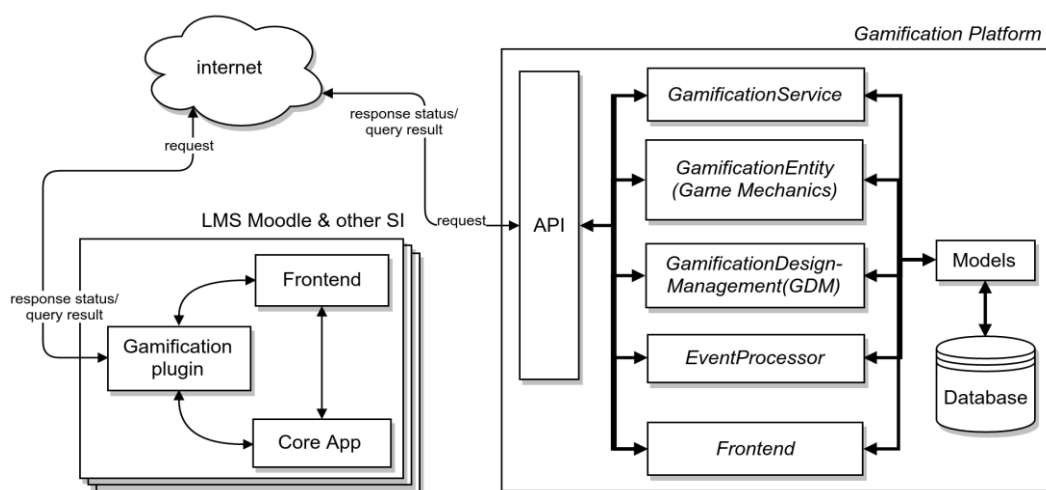 Gamification Platform
internet
response status/
query result
request
LMS Moodle & other SI
request
API
GamificationService
GamificationEntity
(Game Mechanics)
GamificationDesign-
Management(GDM)
EventProcessor
Frontend
Models
Database
Frontend
response status/
query result
Gamification
plugin
Core App